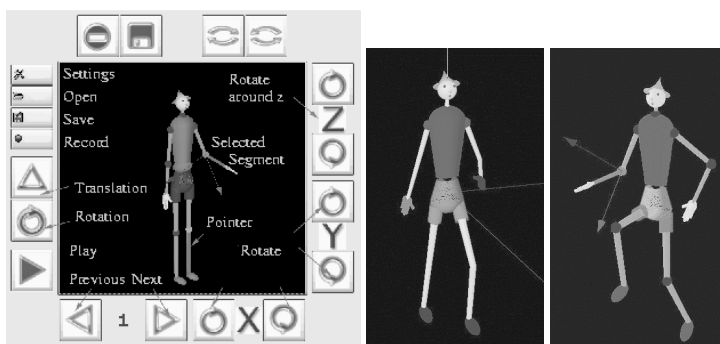 Settings
Open
Save
Record
Rotate
around z
Z
Selected
Segment
Translation
Rotation
Pointer
Play
Rotate
Y
Previous Next
1
X